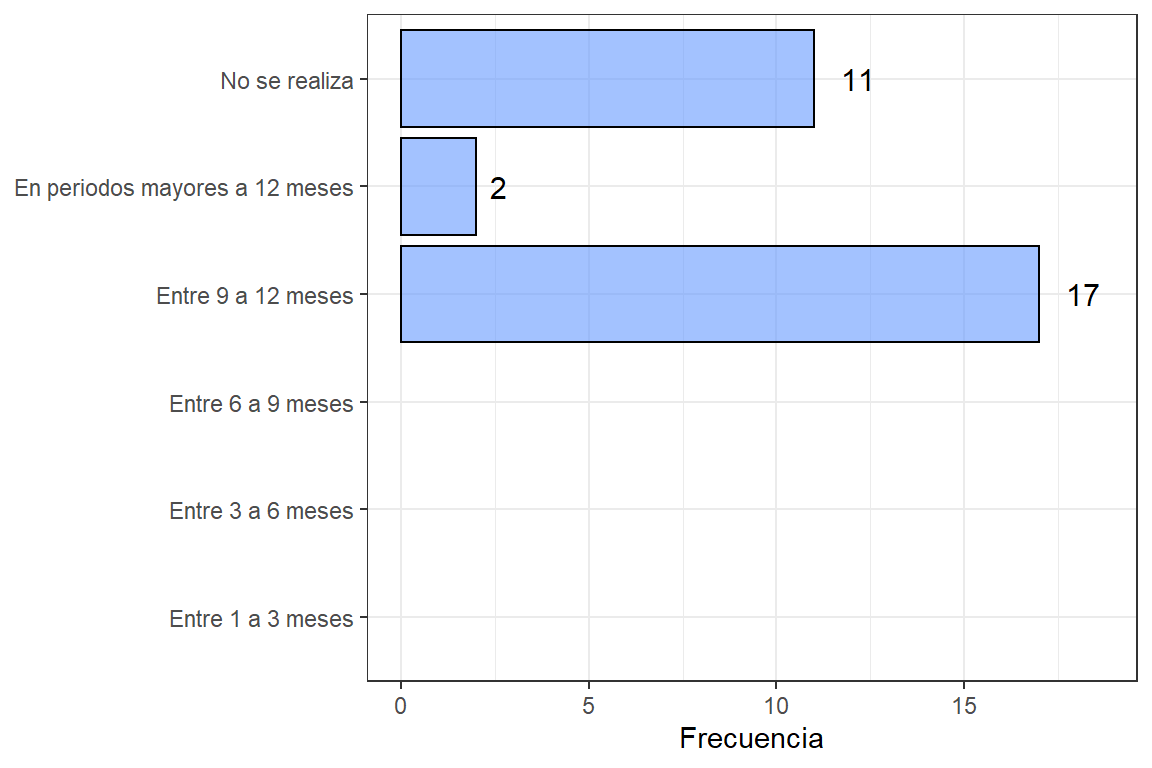 No se realiza
11
En periodos mayores a 12 meses
2
Entre 9 a 12 meses
17
Entre 6 a 9 meses
Entre 3 a 6 meses
Entre 1 a 3 meses
0 5 10 15
Frecuencia